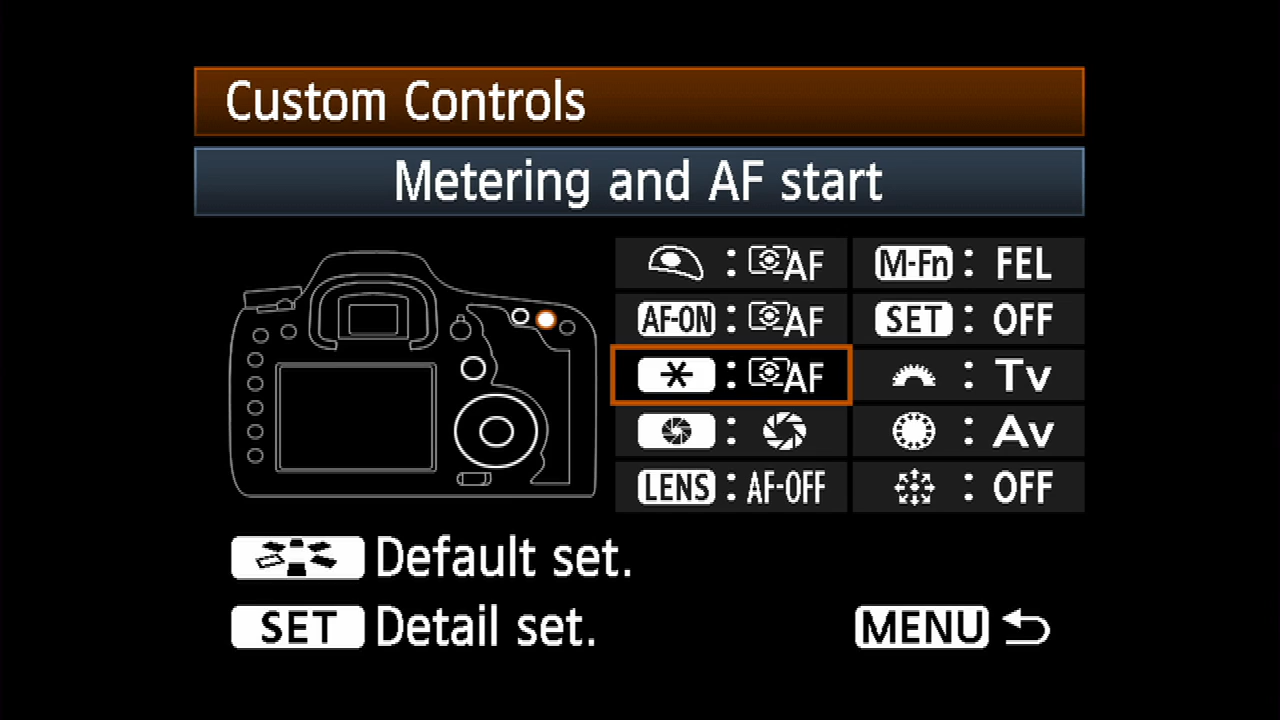 Custom Controls
Metering and AF start
: AF M-Fn : FEL
AF-ON : AF SET : OFF
* : AF : Tv
: : Av
LENS : AF-OFF : OFF
Default set.
SET Detail set.
MENU